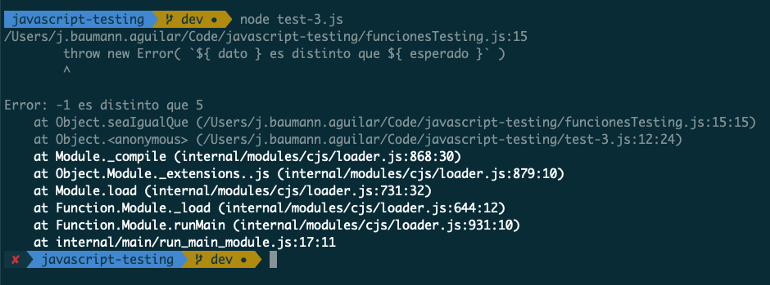 javascript-testing dev ● node test-3.js
/Users/j.baumann.aguilar/Code/javascript-testing/funcionesTesting.js:15
        throw new Error( `${ dato } es distinto que ${ esperado }` )
        ^
Error: -1 es distinto que 5
    at Object.seaIgualQue (/Users/j.baumann.aguilar/Code/javascript-testing/funcionesTesting.js:15:15)
    at Object.<anonymous> (/Users/j.baumann.aguilar/Code/javascript-testing/test-3.js:12:24)
    at Module._compile (internal/modules/cjs/loader.js:868:30)
    at Object.Module._extensions..js (internal/modules/cjs/loader.js:879:10)
    at Module.load (internal/modules/cjs/loader.js:731:32)
    at Function.Module._load (internal/modules/cjs/loader.js:644:12)
    at Function.Module.runMain (internal/modules/cjs/loader.js:931:10)
    at internal/main/run_main_module.js:17:11
✘ javascript-testing dev ●